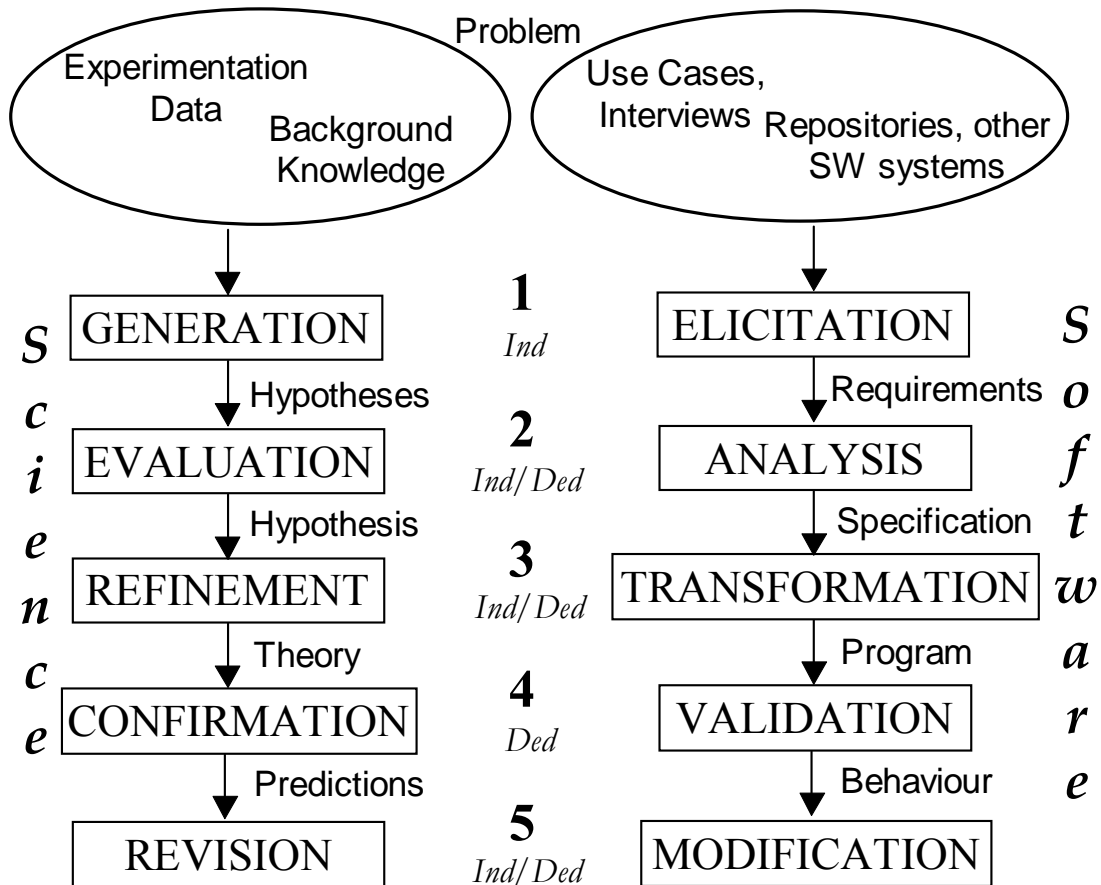 Problem
Experimentation
Data
Background
Knowledge
Use Cases,
Interviews
Repositories, other
SW systems
Science
GENERATION
1
Ind
ELICITATION
Software
Hypotheses
Requirements
EVALUATION
2
Ind/Ded
ANALYSIS
Hypothesis
Specification
REFINEMENT
3
Ind/Ded
TRANSFORMATION
Theory
Program
CONFIRMATION
4
Ded
VALIDATION
Predictions
Behaviour
REVISION
5
Ind/Ded
MODIFICATION